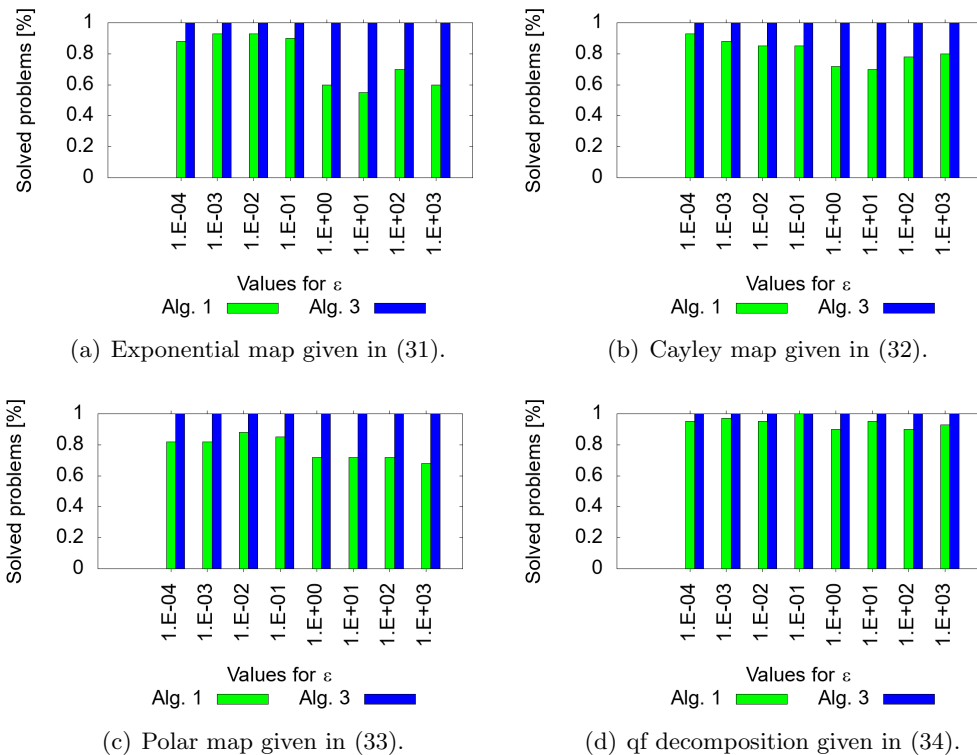 Solved problems [%]
1
0.8
0.6
0.4
0.2
0
1.E-04
1.E-03
1.E-02
1.E-01
1.E+00
1.E+01
1.E+02
1.E+03
Values for ε
Alg. 1 Alg. 3
(a) Exponential map given in (31).
Solved problems [%]
1
0.8
0.6
0.4
0.2
0
1.E-04
1.E-03
1.E-02
1.E-01
1.E+00
1.E+01
1.E+02
1.E+03
Values for ε
Alg. 1 Alg. 3
(b) Cayley map given in (32).
Solved problems [%]
1
0.8
0.6
0.4
0.2
0
1.E-04
1.E-03
1.E-02
1.E-01
1.E+00
1.E+01
1.E+02
1.E+03
Values for ε
Alg. 1 Alg. 3
(c) Polar map given in (33).
Solved problems [%]
1
0.8
0.6
0.4
0.2
0
1.E-04
1.E-03
1.E-02
1.E-01
1.E+00
1.E+01
1.E+02
1.E+03
Values for ε
Alg. 1 Alg. 3
(d) qf decomposition given in (34).